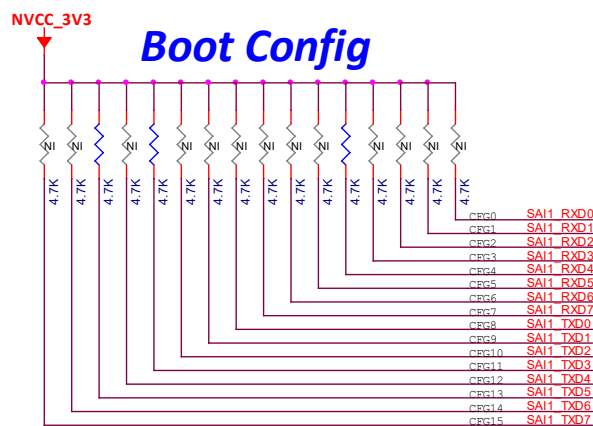 NVCC_3V3
Boot Config
NI NI NI NI NI NI NI NI NI NI NI NI NI
4.7K 4.7K 4.7K 4.7K 4.7K 4.7K 4.7K 4.7K 4.7K 4.7K 4.7K 4.7K 4.7K 4.7K 4.7K 4.7K
CFG0 SAI1_RXD0
CFG1 SAI1_RXD1
CFG2 SAI1_RXD2
CFG3 SAI1_RXD3
CFG4 SAI1_RXD4
CFG5 SAI1_RXD5
CFG6 SAI1_RXD6
CFG7 SAI1_RXD7
CFG8 SAI1_TXD0
CFG9 SAI1_TXD1
CFG10 SAI1_TXD2
CFG11 SAI1_TXD3
CFG12 SAI1_TXD4
CFG13 SAI1_TXD5
CFG14 SAI1_TXD6
CFG15 SAI1_TXD7